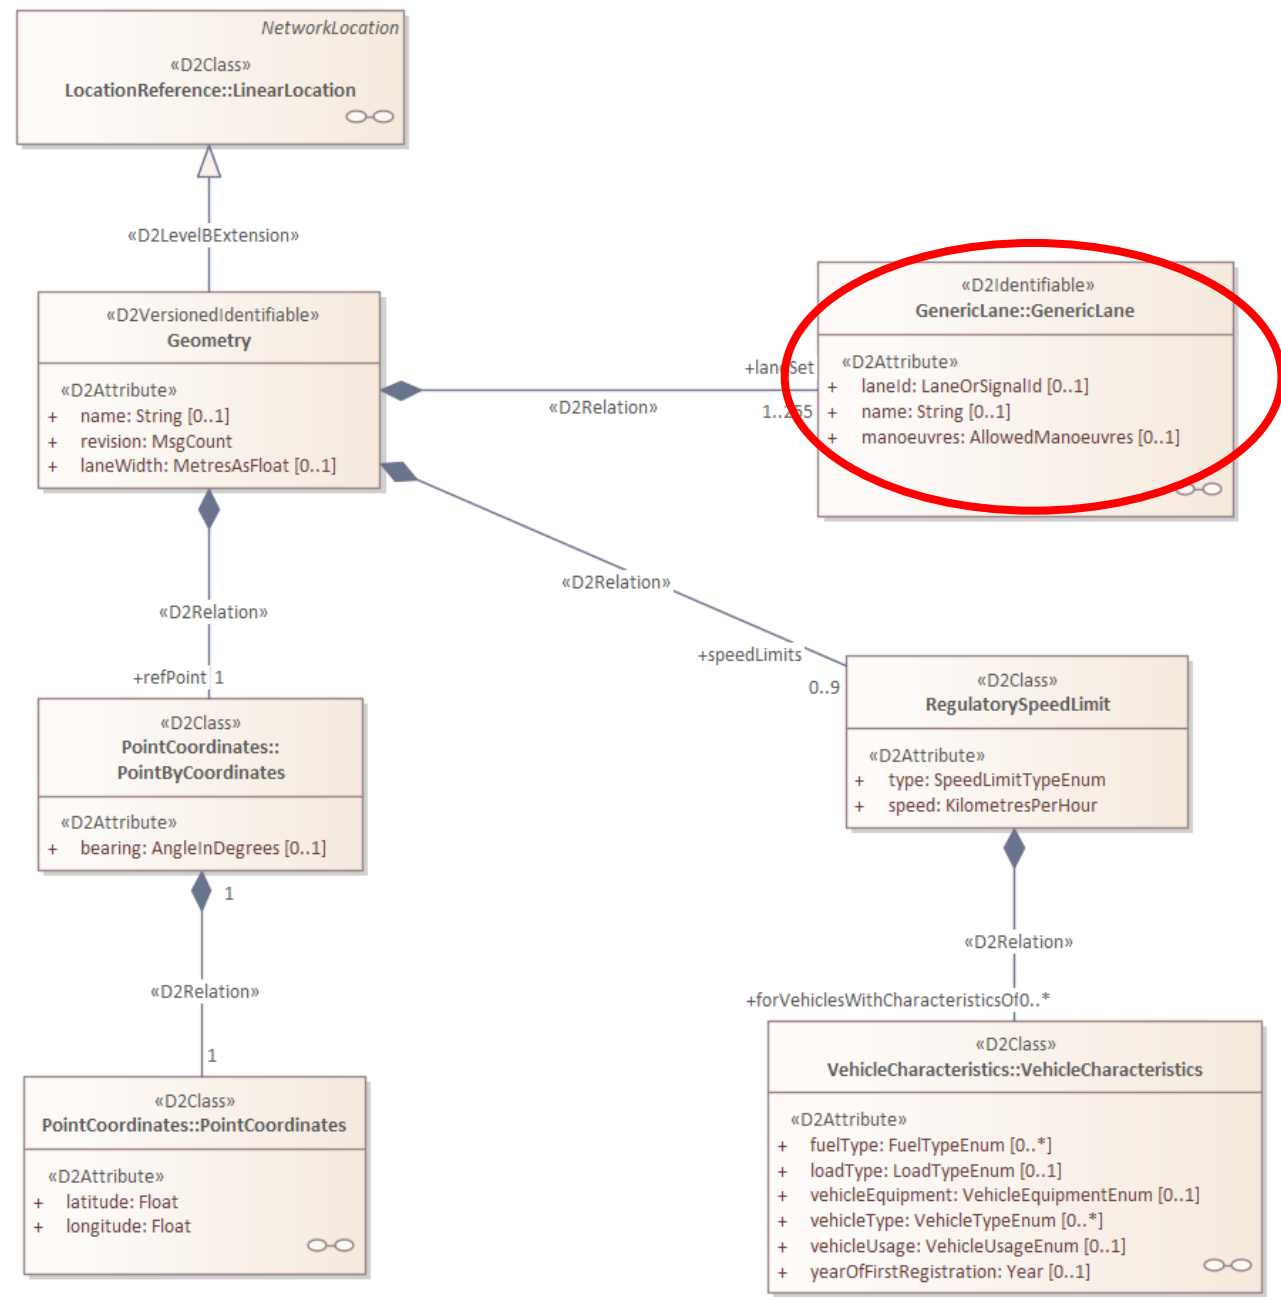 NetworkLocation
«D2Class»
LocationReference::LinearLocation
«D2LevelBExtension»
«D2VersionedIdentifiable»
Geometry
«D2Attribute»
+ name: String [0..1]
+ revision: MsgCount
+ laneWidth: MetresAsFloat [0..1]
+laneSet
«D2Relation»
1..255
«D2Identifiable»
GenericLane::GenericLane
«D2Attribute»
+ laneId: LaneOrSignalId [0..1]
+ name: String [0..1]
+ manoeuvres: AllowedManoeuvres [0..1]
«D2Relation»
+speedLimits
0..9
«D2Relation»
+refPoint 1
«D2Class»
PointCoordinates::
PointByCoordinates
«D2Attribute»
+ bearing: AngleInDegrees [0..1]
1
«D2Relation»
1
«D2Class»
PointCoordinates::PointCoordinates
«D2Attribute»
+ latitude: Float
+ longitude: Float
«D2Class»
RegulatorySpeedLimit
«D2Attribute»
+ type: SpeedLimitTypeEnum
+ speed: KilometresPerHour
«D2Relation»
+forVehiclesWithCharacteristicsOf0..*
«D2Class»
VehicleCharacteristics::VehicleCharacteristics
«D2Attribute»
+ fuelType: FuelTypeEnum [0..*]
+ loadType: LoadTypeEnum [0..1]
+ vehicleEquipment: VehicleEquipmentEnum [0..1]
+ vehicleType: VehicleTypeEnum [0..*]
+ vehicleUsage: VehicleUsageEnum [0..1]
+ yearOfFirstRegistration: Year [0..1]